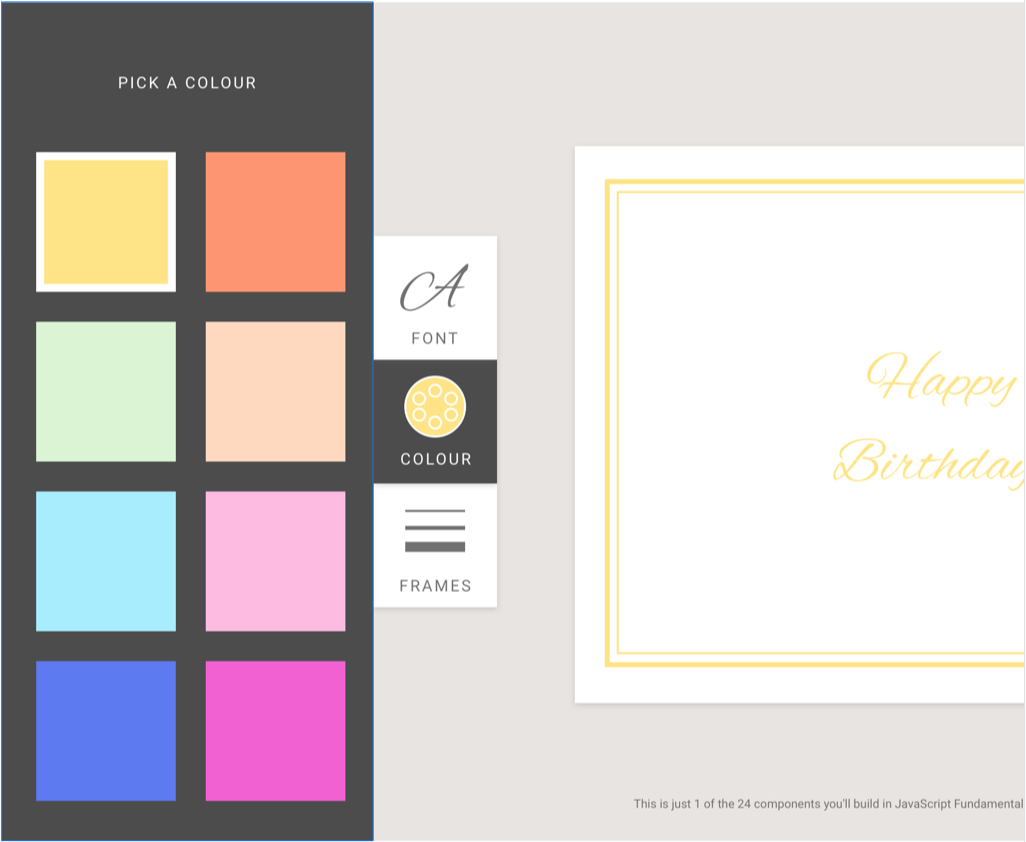 PICK A COLOUR
A
FONT
COLOUR
FRAMES
Happy
Birthday
This is just 1 of the 24 components you'll build in JavaScript Fundamental